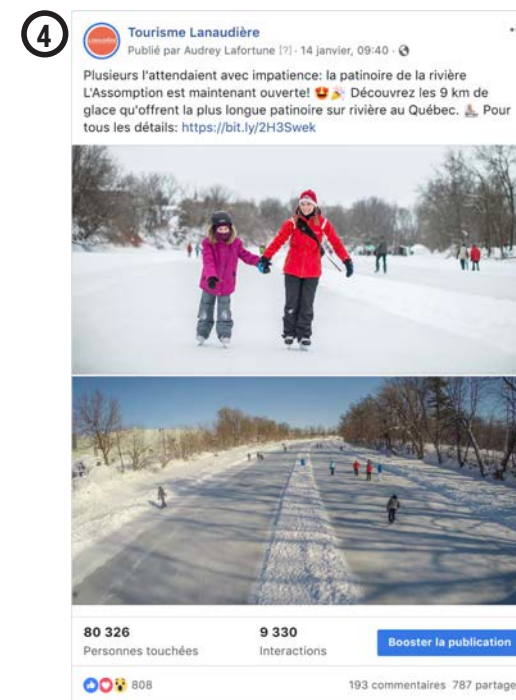 4
Tourisme Lanaudière
Publié par Audrey Lafortune [?] · 14 janvier, 09:40 ·
Plusieurs l'attendaient avec impatience: la patinoire de la rivière
L'Assomption est maintenant ouverte! 🤩🎉 Découvrez les 9 km de
glace qu'offrent la plus longue patinoire sur rivière au Québec. ⛸️ Pour
tous les détails: https://bit.ly/2H3Swek
80 326
Personnes touchées
9 330
Interactions
Booster la publication
808
193 commentaires 787 partage